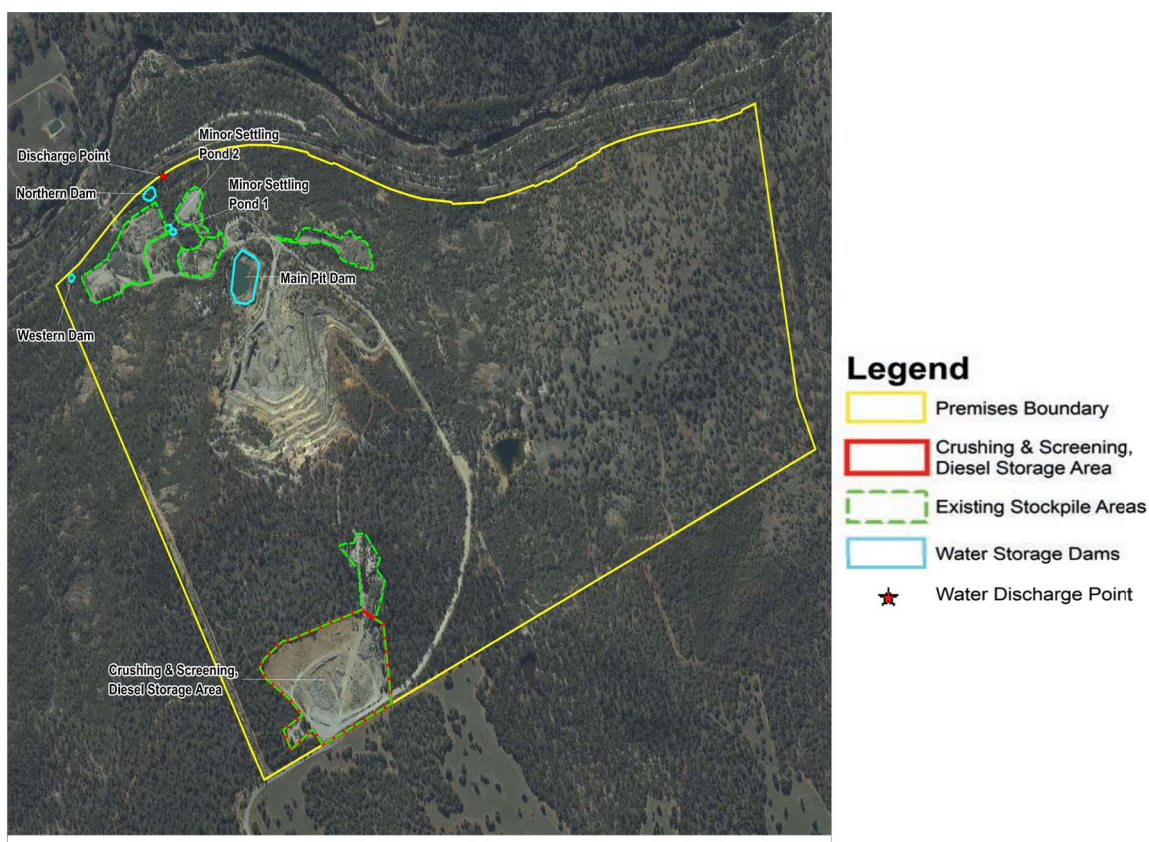 Minor Settling
Pond 2
Discharge Point
Minor Settling
Pond 1
Northern Dam
Main Pit Dam
Western Dam
Crushing & Screening,
Diesel Storage Area
Legend
Premises Boundary
Crushing & Screening,
Diesel Storage Area
Existing Stockpile Areas
Water Storage Dams
Water Discharge Point